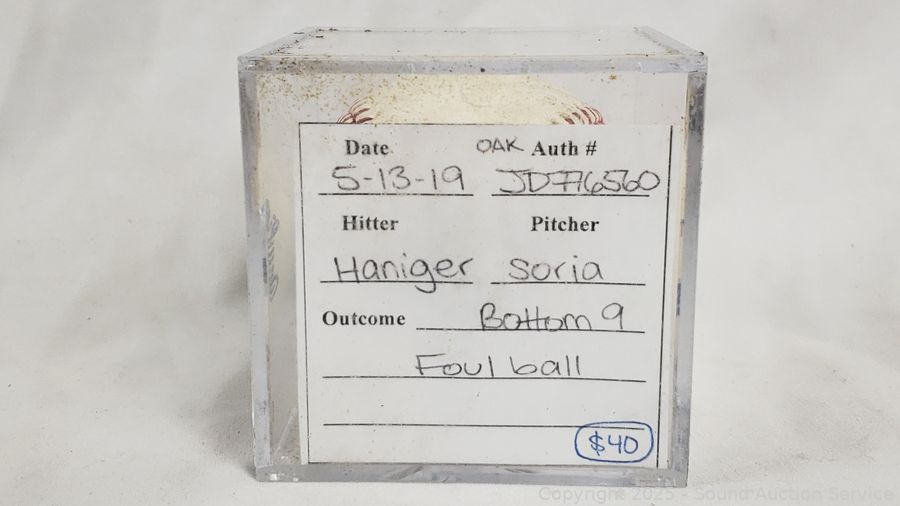 Date OAK Auth #
5-13-19 JD776560
Hitter Pitcher
Haniger Soria
Outcome Bottom 9
Foul ball
$40
Copyright 2025 - Sound Auction Service